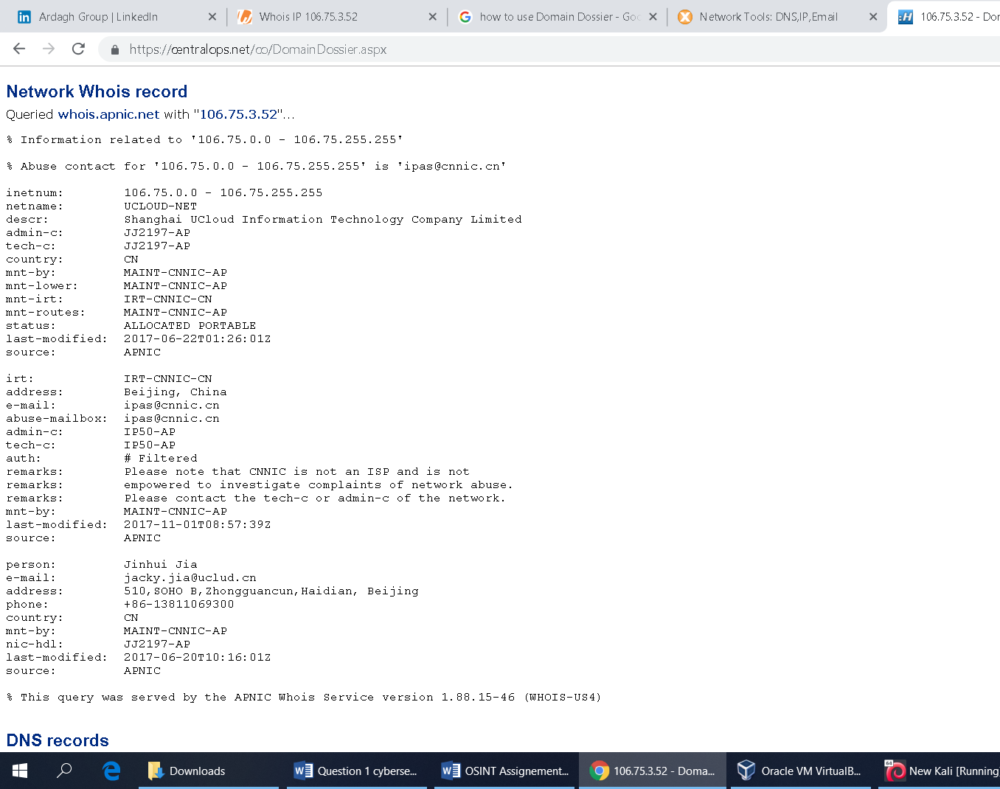 Ardagh Group | LinkedIn
Whois IP 106.75.3.52
how to use Domain Dossier - Goo
Network Tools: DNS,IP,Email
106.75.3.52 - Dom
https://centralops.net/co/DomainDossier.aspx
Network Whois record
Queried whois.apnic.net with "106.75.3.52"...
% Information related to '106.75.0.0 - 106.75.255.255'
% Abuse contact for '106.75.0.0 - 106.75.255.255' is 'ipas@cnnic.cn'
inetnum: 106.75.0.0 - 106.75.255.255
netname: UCLOUD-NET
descr: Shanghai UCloud Information Technology Company Limited
admin-c: JJ2197-AP
tech-c: JJ2197-AP
country: CN
mnt-by: MAINT-CNNIC-AP
mnt-lower: MAINT-CNNIC-AP
mnt-irt: IRT-CNNIC-CN
mnt-routes: MAINT-CNNIC-AP
status: ALLOCATED PORTABLE
last-modified: 2017-06-22T01:26:01Z
source: APNIC
irt: IRT-CNNIC-CN
address: Beijing, China
e-mail: ipas@cnnic.cn
abuse-mailbox: ipas@cnnic.cn
admin-c: IP50-AP
tech-c: IP50-AP
auth: # Filtered
remarks: Please note that CNNIC is not an ISP and is not
remarks: empowered to investigate complaints of network abuse.
remarks: Please contact the tech-c or admin-c of the network.
mnt-by: MAINT-CNNIC-AP
last-modified: 2017-11-01T08:57:39Z
source: APNIC
person: Jinhui Jia
e-mail: jacky.jia@uclud.cn
address: 510,SOHO B,Zhongguancun,Haidian, Beijing
phone: +86-13811069300
country: CN
mnt-by: MAINT-CNNIC-AP
nic-hdl: JJ2197-AP
last-modified: 2017-06-20T10:16:01Z
source: APNIC
% This query was served by the APNIC Whois Service version 1.88.15-46 (WHOIS-US4)
DNS records
Downloads
Question 1 cyberse...
OSINT Assignement...
106.75.3.52 - Doma...
Oracle VM VirtualB...
New Kali [Running]